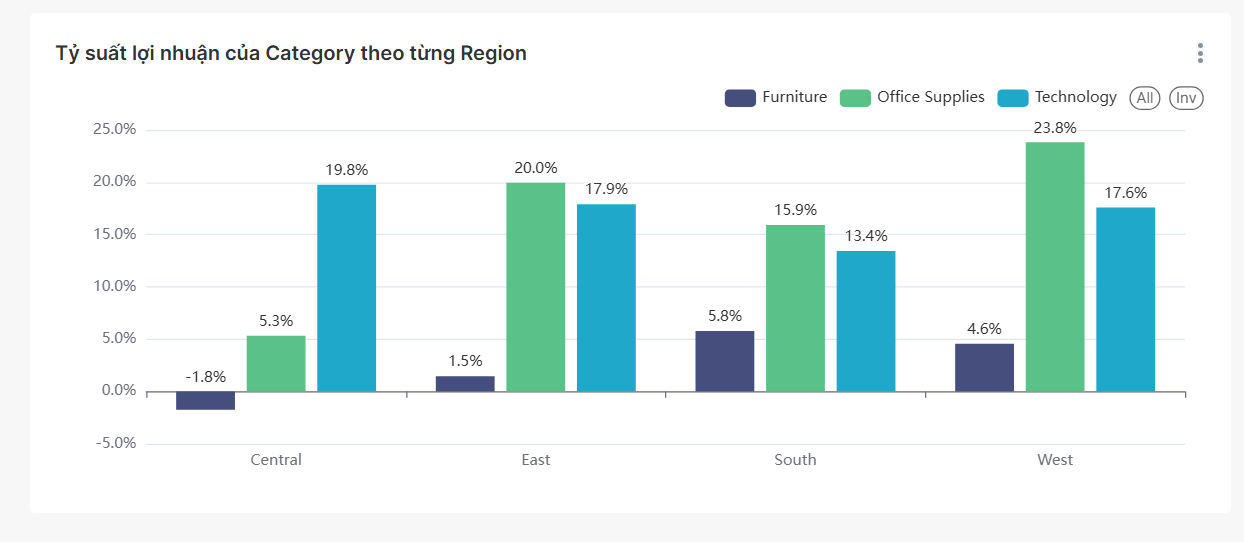 Tỷ suất lợi nhuận của Category theo từng Region
Furniture Office Supplies Technology All Inv
25.0%
20.0%
15.0%
10.0%
5.0%
0.0%
-5.0%
-1.8% 5.3% 19.8%
1.5% 20.0% 17.9%
5.8% 15.9% 13.4%
4.6% 23.8% 17.6%
Central East South West